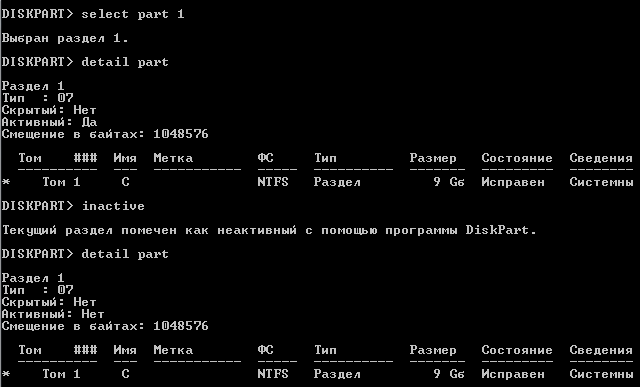 DISKPART> select part 1
Выбран раздел 1.
DISKPART> detail part
Раздел 1
Тип : 07
Скрытый: Нет
Активный: Да
Смещение в байтах: 1048576
Том ### Имя Метка ФС Тип Размер Состояние Сведения
---------- --- ----------- ----- ---------- ------- --------- --------
* Том 1 C NTFS Раздел 9 Gб Исправен Системны
DISKPART> inactive
Текущий раздел помечен как неактивный с помощью программы DiskPart.
DISKPART> detail part
Раздел 1
Тип : 07
Скрытый: Нет
Активный: Нет
Смещение в байтах: 1048576
Том ### Имя Метка ФС Тип Размер Состояние Сведения
---------- --- ----------- ----- ---------- ------- --------- --------
* Том 1 C NTFS Раздел 9 Gб Исправен Системны